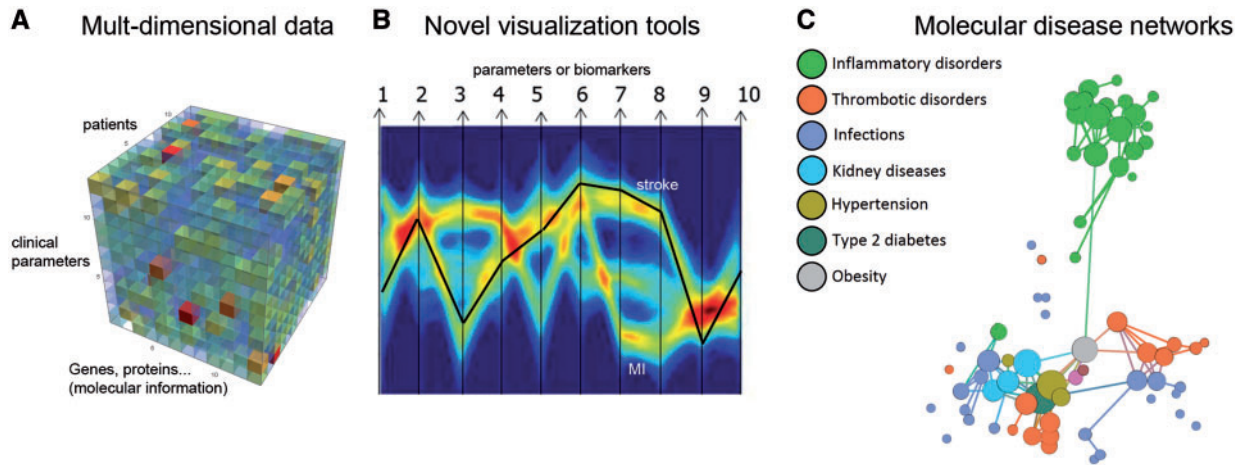 A Mult-dimensional data
patients
clinical
parameters
Genes, proteins...
(molecular information)
B Novel visualization tools
parameters or biomarkers
1 2 3 4 5 6 7 8 9 10
stroke
MI
C Molecular disease networks
Inflammatory disorders
Thrombotic disorders
Infections
Kidney diseases
Hypertension
Type 2 diabetes
Obesity